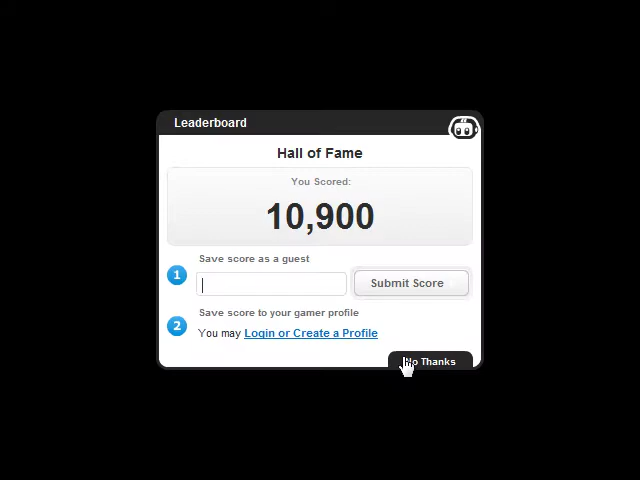 Leaderboard
Hall of Fame
You Scored:
10,900
Save score as a guest
1
Submit Score
Save score to your gamer profile
2
You may Login or Create a Profile
No Thanks